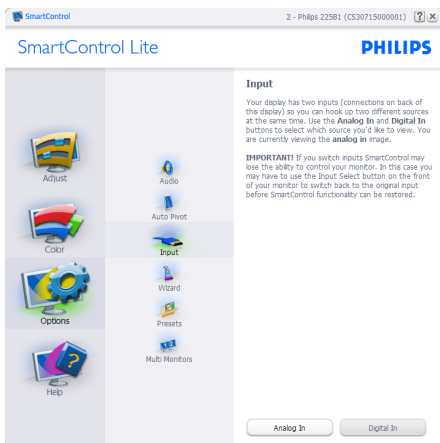 SmartControl
2 - Philips 225B1 (CS30715000001)
SmartControl Lite
PHILIPS
Adjust
Color
Options
Help
Audio
Auto Pivot
Input
Wizard
Presets
Multi Monitors
Input
Your display has two inputs (connections on back of
this display) so you can hook up two different sources
at the same time. Use the Analog In and Digital In
buttons to select which source you'd like to view. You
are currently viewing the analog in image.
IMPORTANT! If you switch inputs SmartControl may
lose the ability to control your monitor. In this case you
may have to use the Input Select button on the front
of your monitor to switch back to the original input
before SmartControl functionality can be restored.
Analog In
Digital In